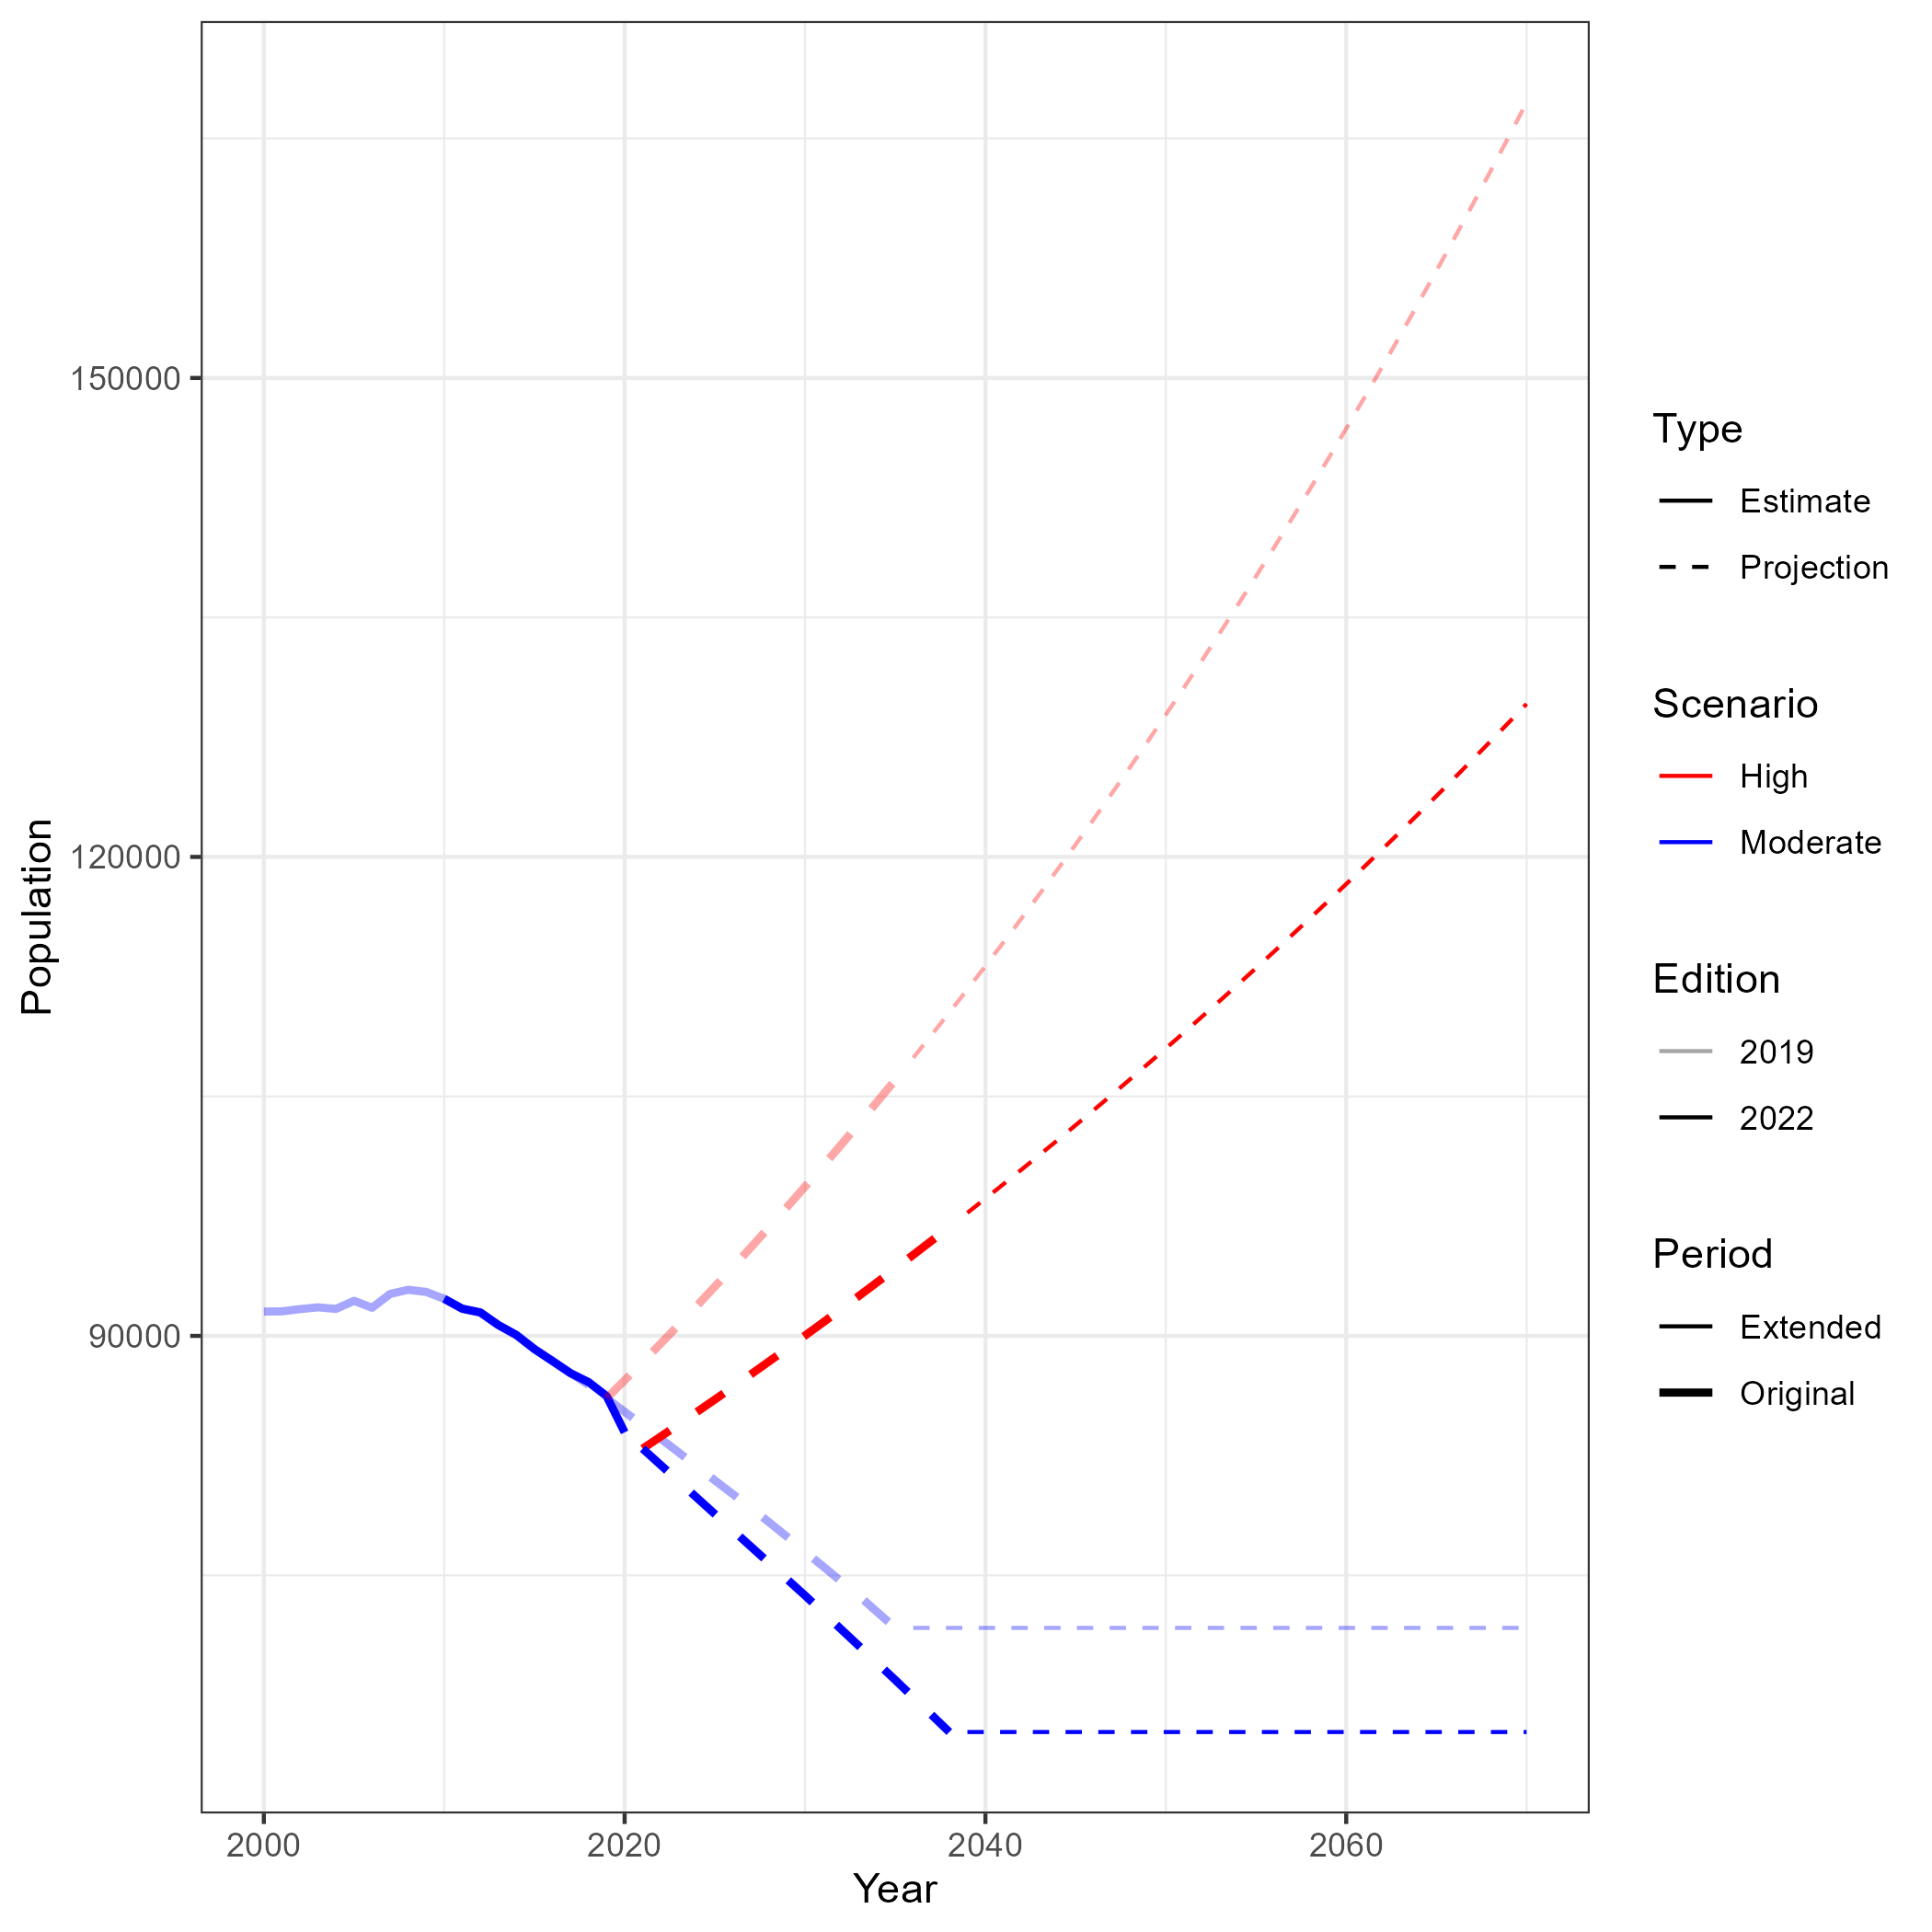 150000
120000
90000
Population
2000
2020
2040
2060
Year
Type
Estimate
Projection
Scenario
High
Moderate
Edition
2019
2022
Period
Extended
Original